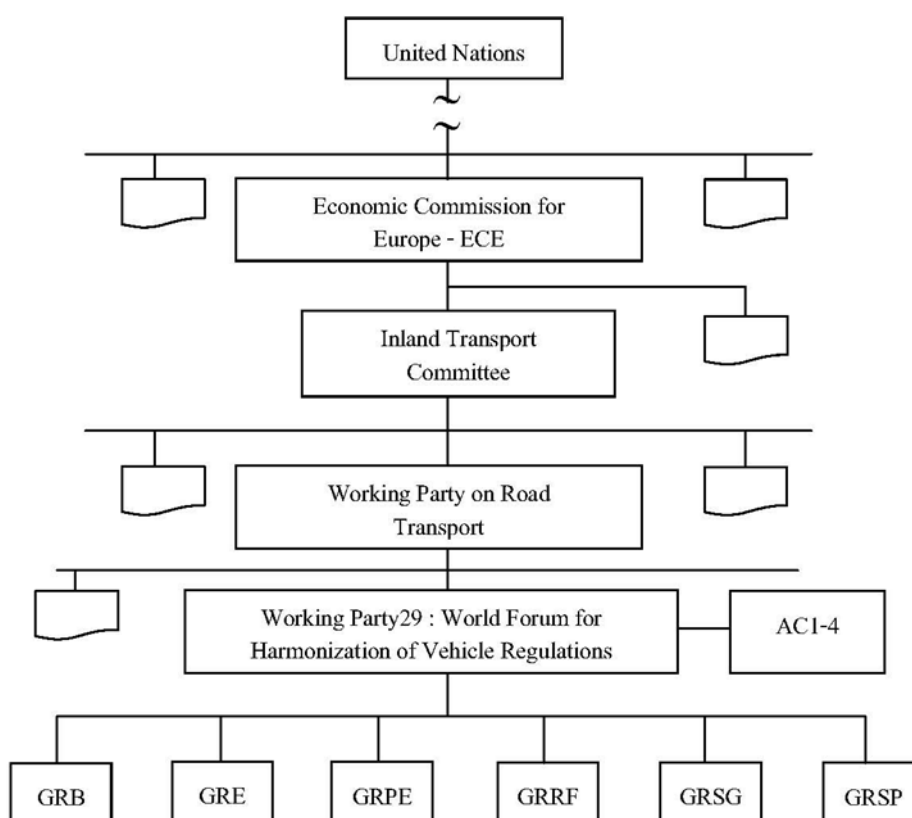 United Nations
Economic Commission for
Europe - ECE
Inland Transport
Committee
Working Party on Road
Transport
Working Party29 : World Forum for
Harmonization of Vehicle Regulations
AC1-4
GRB
GRE
GRPE
GRRF
GRSG
GRSP